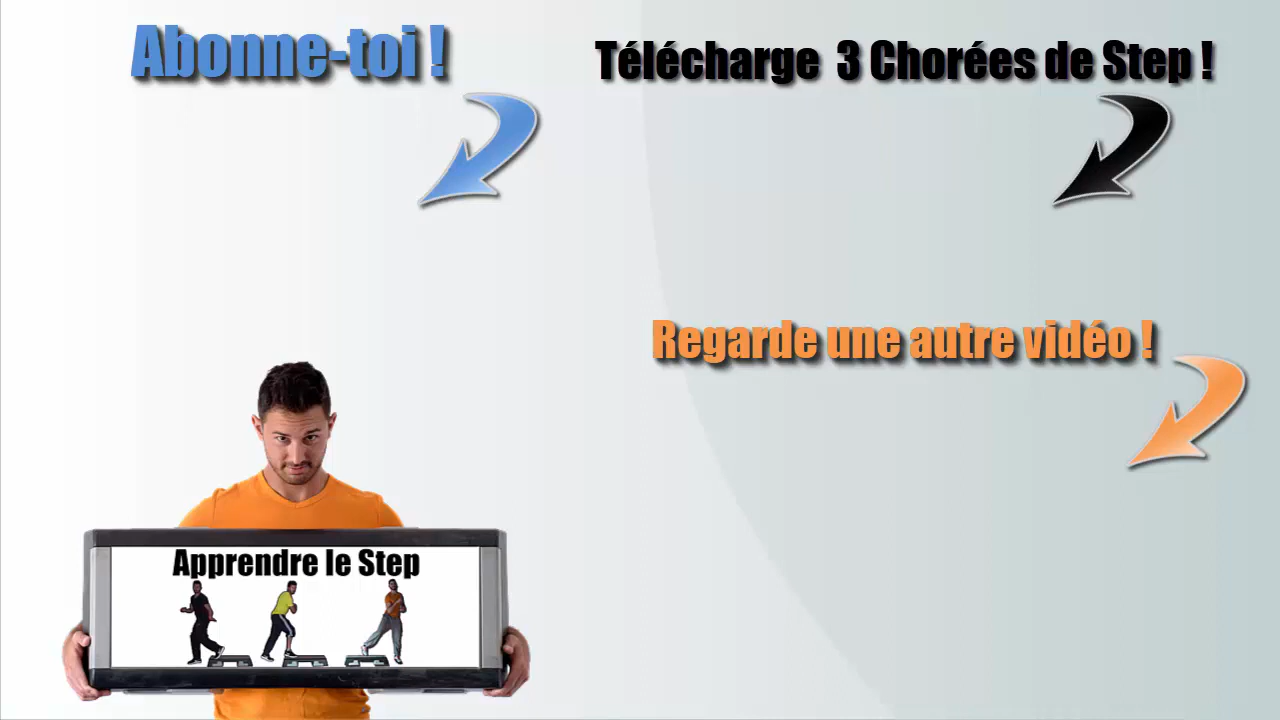 Abonne-toi !
Télécharge 3 Chorées de Step !
Regarde une autre vidéo !
Apprendre le Step